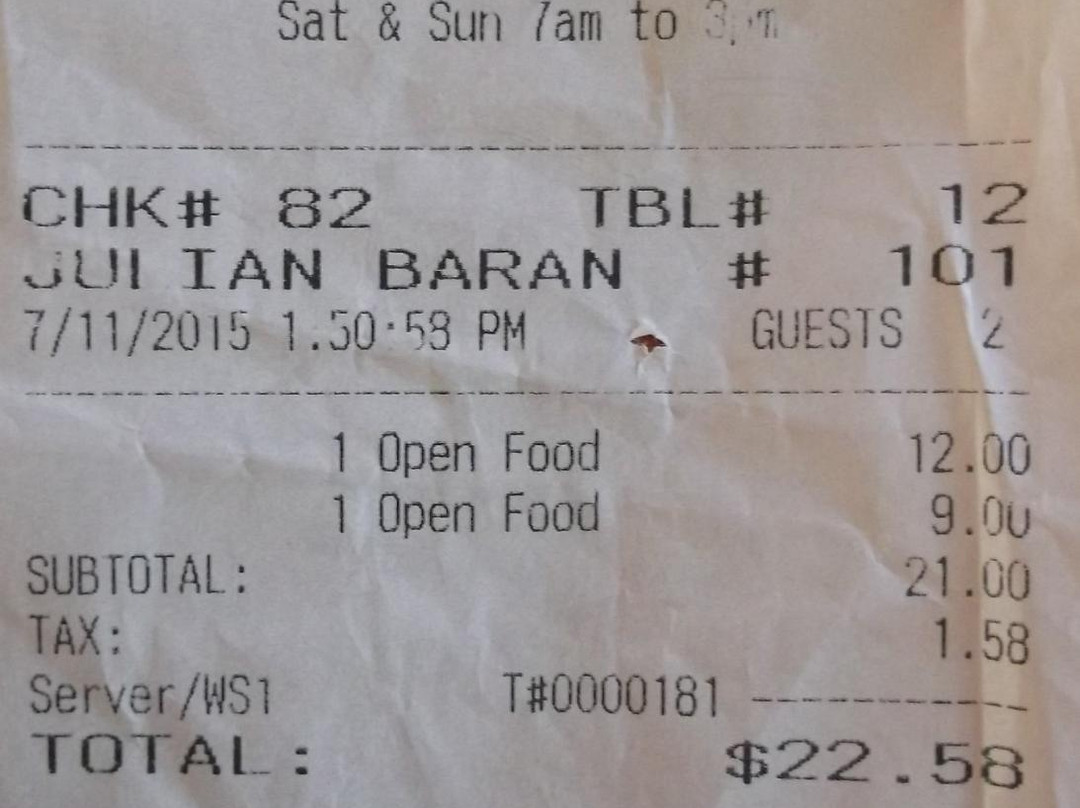 Sat & Sun 7am to 3pm
CHK# 82 TBL# 12
JULIAN BARAN # 101
7/11/2015 1:50:58 PM GUESTS 2
1 Open Food 12.00
1 Open Food 9.00
SUBTOTAL: 21.00
TAX: 1.58
Server/WS1 T#0000181 ------------
TOTAL: $22.58